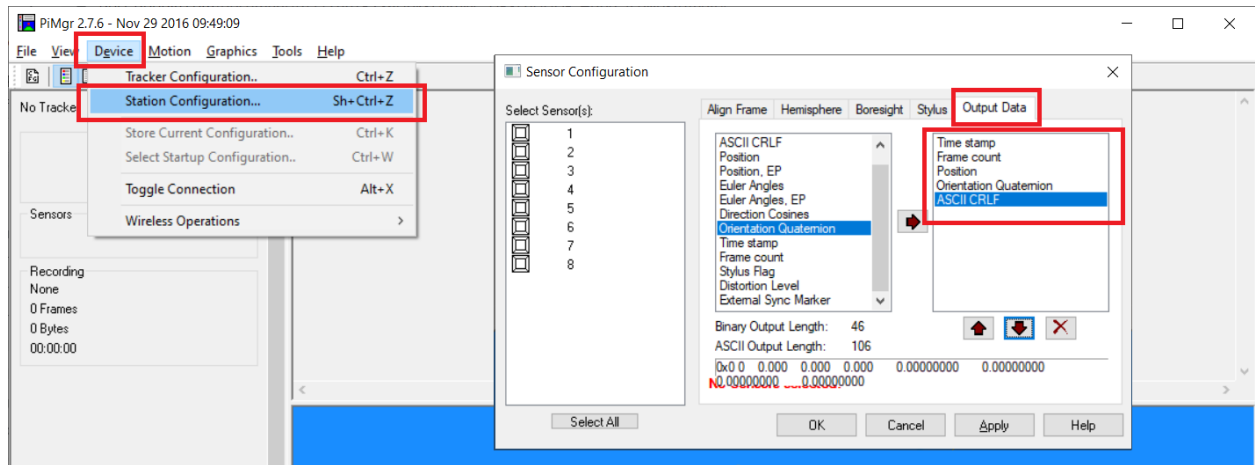 PiMgr 2.7.6 - Nov 29 2016 09:49:09
File View Device Motion Graphics Tools Help
Tracker Configuration.. Ctrl+Z
Station Configuration... Sh+Ctrl+Z
Store Current Configuration.. Ctrl+K
Select Startup Configuration.. Ctrl+W
Toggle Connection Alt+X
Wireless Operations
No Tracke
Sensors
Recording
None
0 Frames
0 Bytes
00:00:00
Sensor Configuration
Select Sensor(s):
1
2
3
4
5
6
7
8
Select All
Align Frame Hemisphere Boresight Stylus Output Data
ASCII CRLF
Position
Position, EP
Euler Angles
Euler Angles, EP
Direction Cosines
Orientation Quaternion
Time stamp
Frame count
Stylus Flag
Distortion Level
External Sync Marker
Time stamp
Frame count
Position
Orientation Quaternion
ASCII CRLF
Binary Output Length: 46
ASCII Output Length: 106
0x0 0 0.000 0.000 0.000 0.00000000 0.00000000
0.00000000 0.00000000
OK Cancel Apply Help